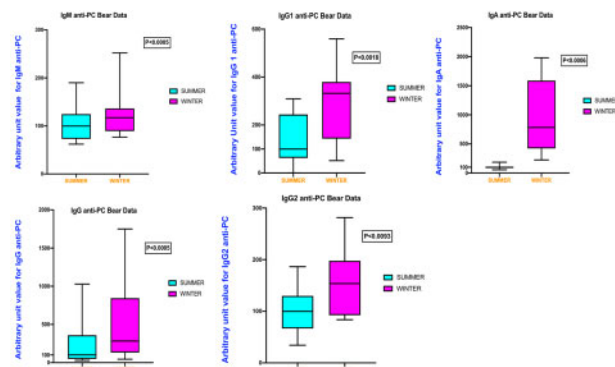 IgM anti-PC Bear Data
Arbitrary unit value for IgM anti-PC
300
200
100
0
P=0.0005
SUMMER
WINTER
SUMMER
WINTER
IgG1 anti-PC Bear Data
Arbitrary Unit value for IgG 1 anti-PC
600
400
200
100
0
SUMMER
WINTER
SUMMER
WINTER
IgA anti-PC Bear Data
Arbitrary unit value for IgA anti-PC
2000
1500
1000
500
100
SUMMER
WINTER
SUMMER
WINTER
IgG anti-PC Bear Data
Arbitrary unit value for IgG anti-PC
2000
1500
1000
500
100
0
SUMMER
WINTER
IgG2 anti-PC Bear Data
Arbitrary unit value for IgG2 anti-PC
300
200
100
0
P=0.0093
SUMMER
WINTER